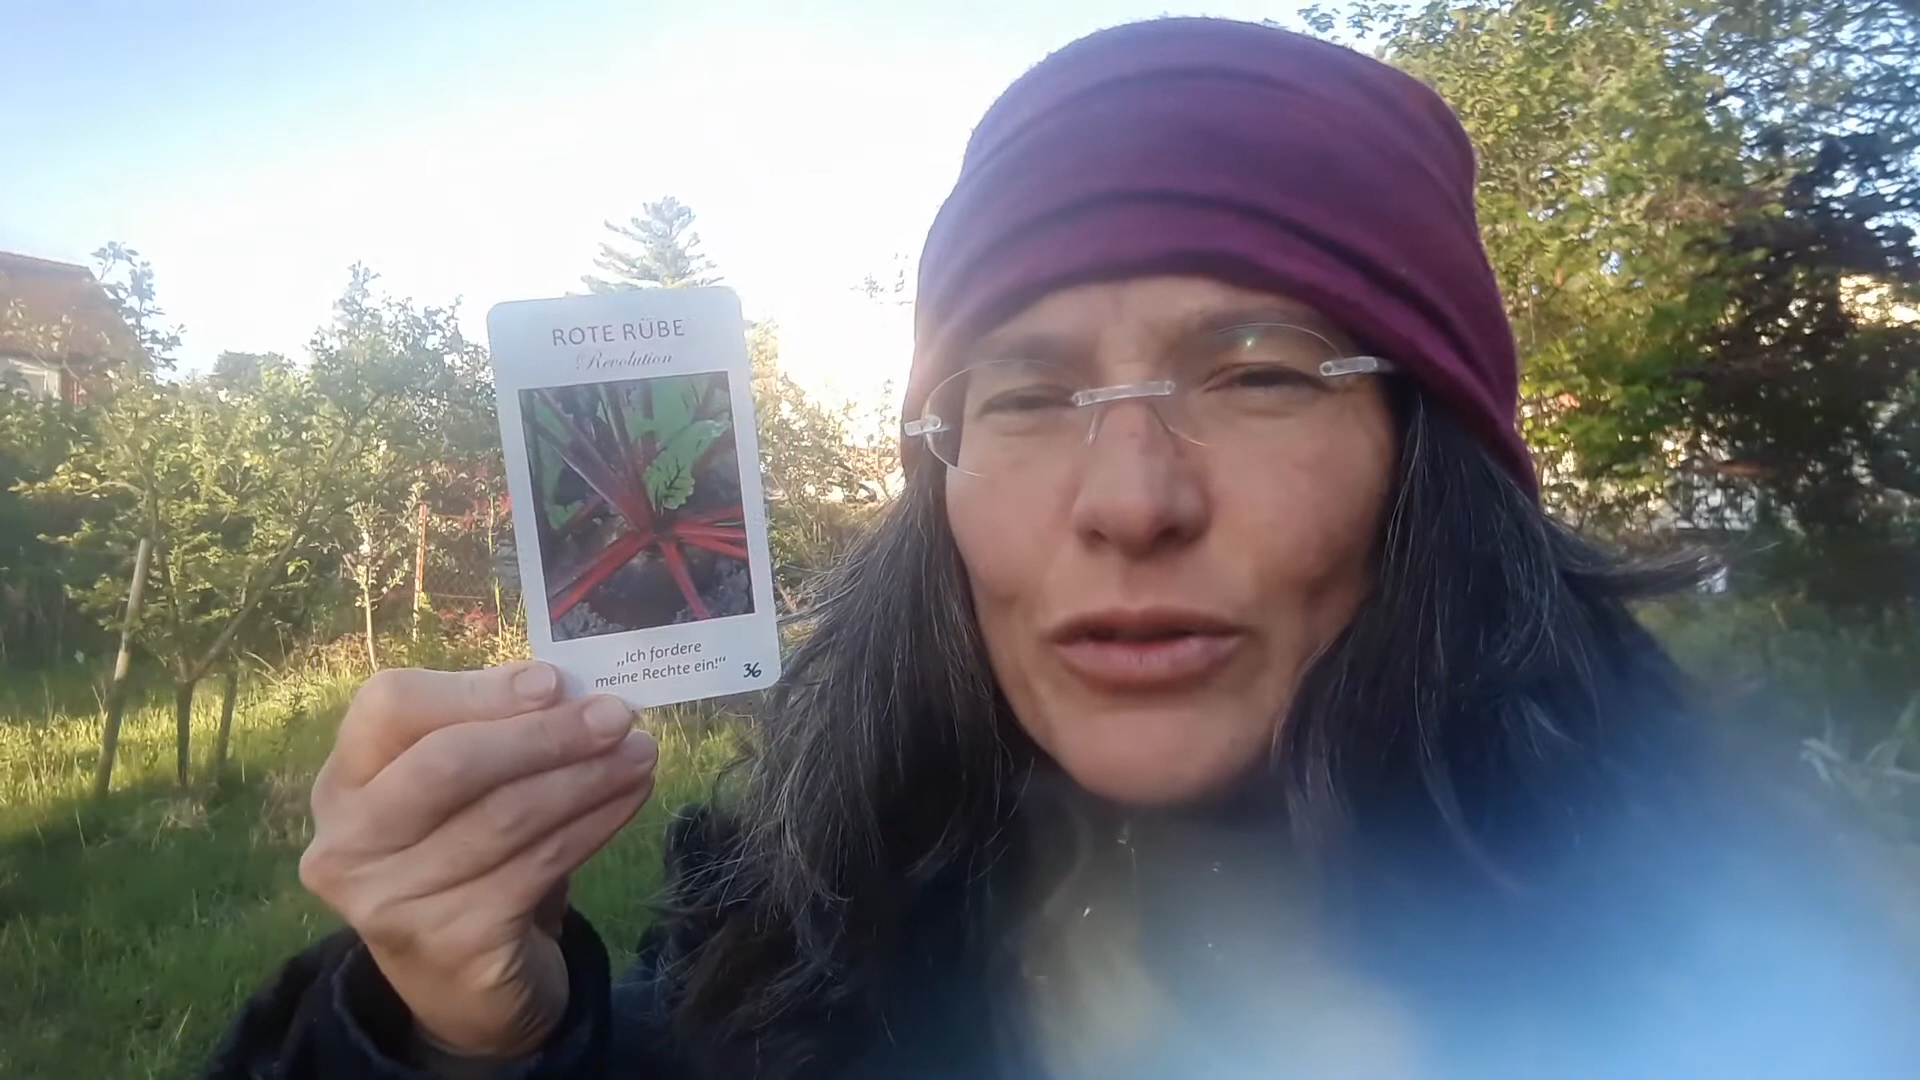 ROTE RÜBE
Revolution
„Ich fordere
meine Rechte ein!“
36